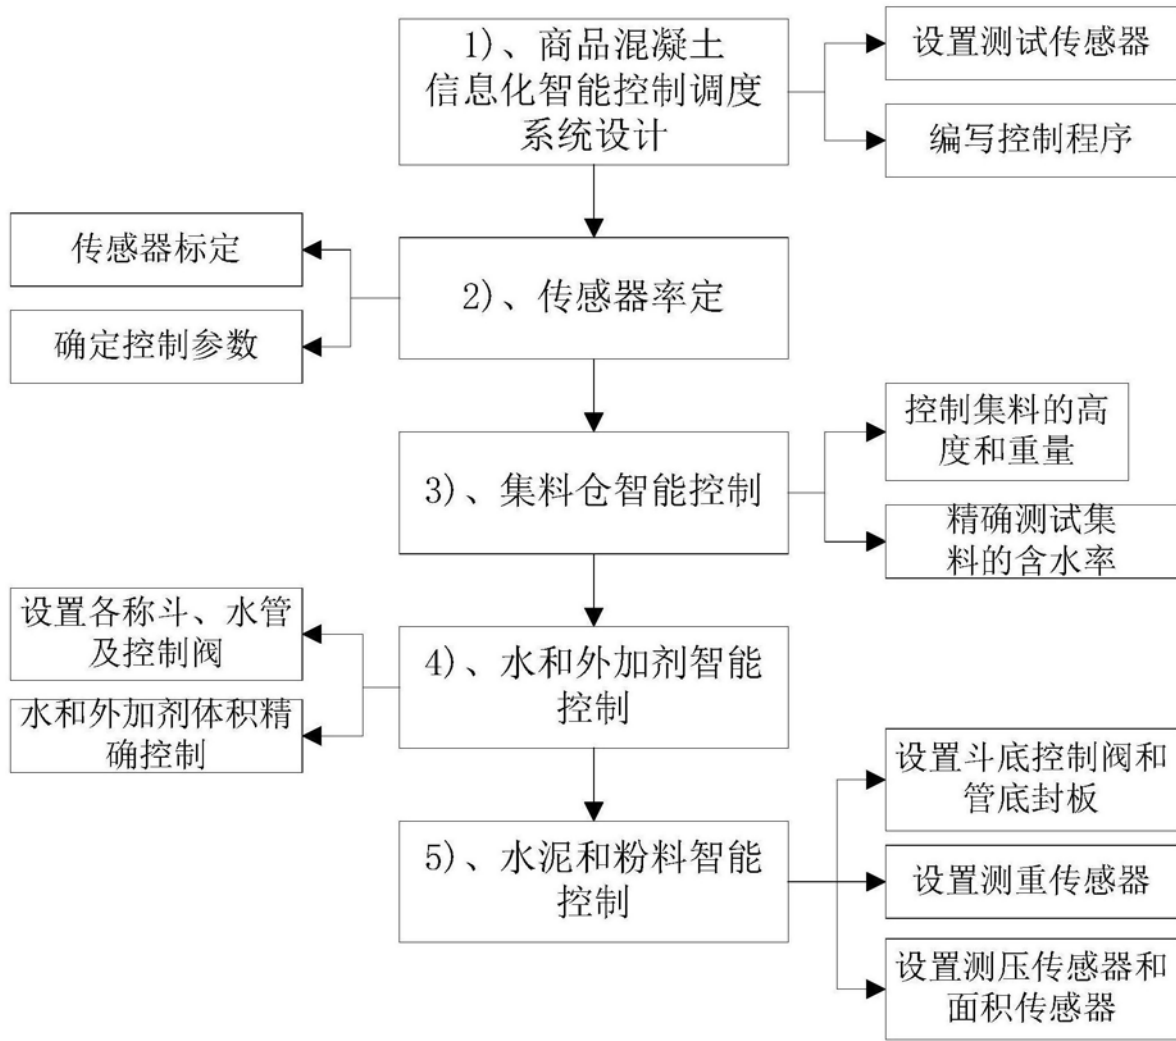 1)、商品混凝土
信息化智能控制调度
系统设计
设置测试传感器
编写控制程序
传感器标定
确定控制参数
2)、传感器率定
3)、集料仓智能控制
控制集料的高
度和重量
精确测试集
料的含水率
设置各称斗、水管
及控制阀
水和外加剂体积精
确控制
4)、水和外加剂智能
控制
5)、水泥和粉料智能
控制
设置斗底控制阀和
管底封板
设置测重传感器
设置测压传感器和
面积传感器